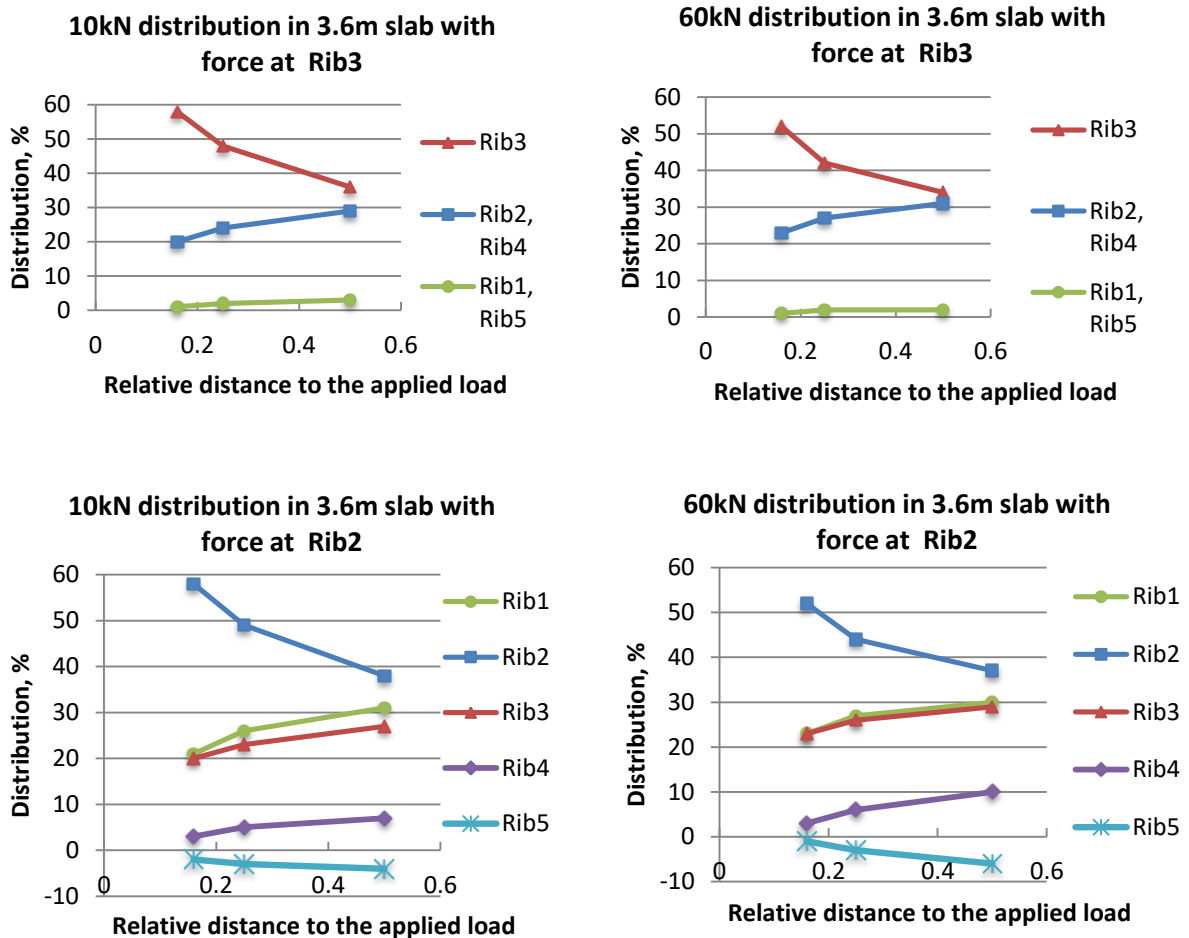 10kN distribution in 3.6m slab with
force at Rib3
60
50
40
30
20
10
0
0
0.2
0.4
0.6
Distribution, %
Relative distance to the applied load
Rib3
Rib2,
Rib4
Rib1,
Rib5
60kN distribution in 3.6m slab with
force at Rib3
60
50
40
30
20
10
0
0
0.2
0.4
0.6
Distribution, %
Relative distance to the applied load
Rib3
Rib2,
Rib4
Rib1,
Rib5
10kN distribution in 3.6m slab with
force at Rib2
60
50
40
30
20
10
0
-10
0
0.2
0.4
0.6
Distribution, %
Relative distance to the applied load
Rib1
Rib2
Rib3
Rib4
Rib5
60kN distribution in 3.6m slab with
force at Rib2
60
50
40
30
20
10
0
-10
0
0.2
0.4
0.6
Distribution, %
Relative distance to the applied load
Rib1
Rib2
Rib3
Rib4
Rib5